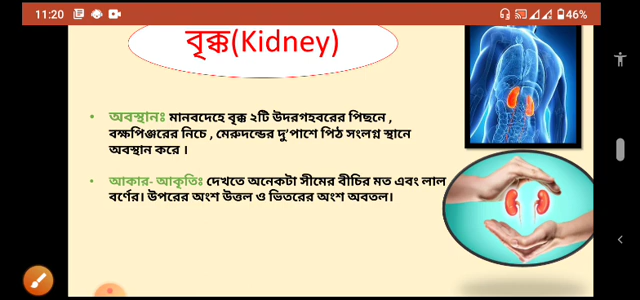 11:20
46%
বৃক্ক(Kidney)
• অবস্থানঃ মানবদেহে বৃক্ক ২টি উদরগহবরের পিছনে ,
বক্ষপিঞ্জরের নিচে , মেরুদন্ডের দু'পাশে পিঠ সংলগ্ন স্থানে
অবস্থান করে ।
• আকার- আকৃতিঃ দেখতে অনেকটা সীমের বীচির মত এবং লাল
বর্ণের। উপরের অংশ উত্তল ও ভিতরের অংশ অবতল।